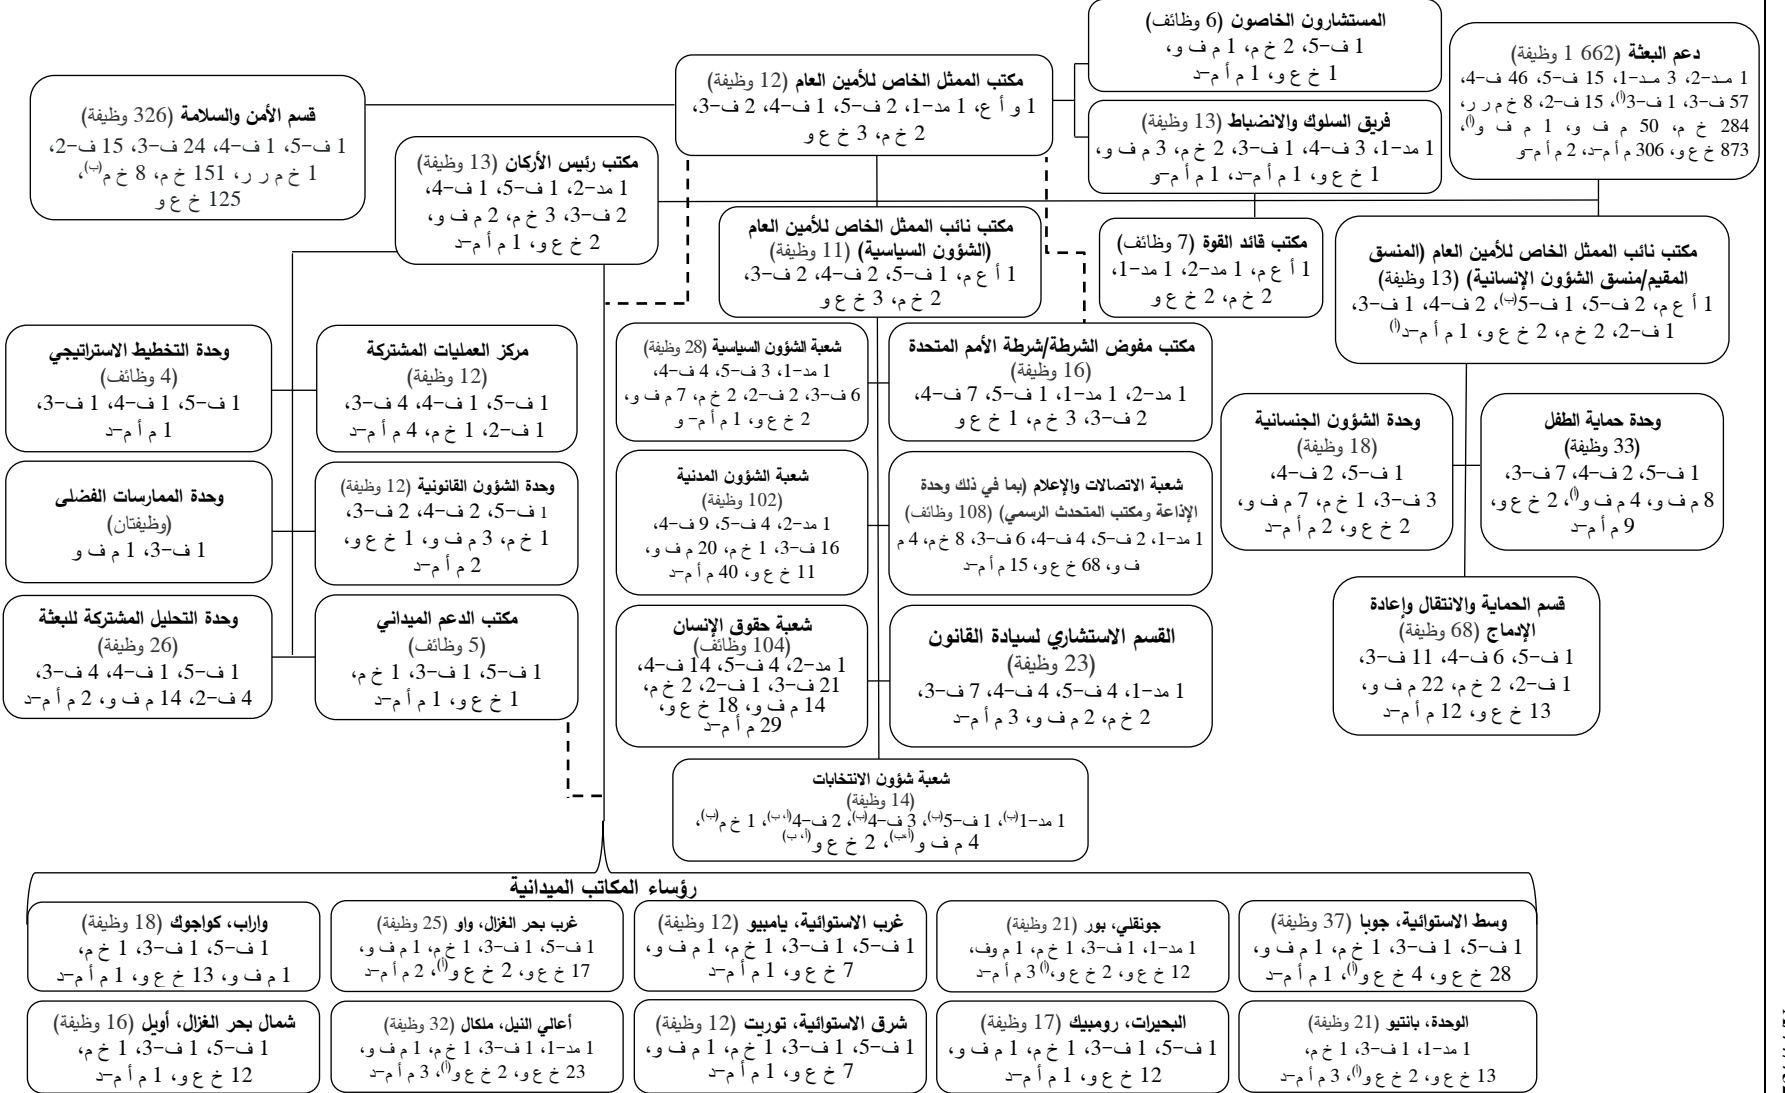 المستشارون الخاصون (6 وظائف)
1 ف-5، 2 خ م، 1 م ف و،
1 خ ع و، 1 م أ م-د
دعم البعثة (662 1 وظيفة)
1 مد-2، 3 مد-1، 15 ف-5، 46 ف-4،
57 ف-3، 1 ف-3(أ)، 15 ف-2، 8 خ م ر ر،
284 خ م، 50 م ف و، 1 م ف و(أ)،
873 خ ع و، 306 م أ م-د، 2 م أ م-و
مكتب الممثل الخاص للأمين العام (12 وظيفة)
1 و أ ع، 1 مد-1، 2 ف-5، 1 ف-4، 2 ف-3،
2 خ م، 3 خ ع و
قسم الأمن والسلامة (326 وظيفة)
1 ف-5، 1 ف-4، 24 ف-3، 15 ف-2،
1 خ م ر ر، 151 خ م، 8 خ م(ب)،
125 خ ع و
فريق السلوك والانضباط (13 وظيفة)
1 مد-1، 3 ف-4، 1 ف-3، 2 خ م، 3 م ف و،
1 خ ع و، 1 م أ م-د، 1 م أ م-و
مكتب رئيس الأركان (13 وظيفة)
1 مد-2، 1 ف-5، 1 ف-4،
2 ف-3، 3 خ م، 2 م ف و،
2 خ ع و، 1 م أ م-د
مكتب نائب الممثل الخاص للأمين العام
(الشؤون السياسية) (11 وظيفة)
1 أ ع م، 1 ف-5، 2 ف-4، 2 ف-3،
2 خ م، 3 خ ع و
مكتب قائد القوة (7 وظائف)
1 أ ع م، 1 مد-2، 1 مد-1،
2 خ م، 2 خ ع و
مكتب نائب الممثل الخاص للأمين العام (المنسق
المقيم/منسق الشؤون الإنسانية) (13 وظيفة)
1 أ ع م، 2 ف-5، 1 ف-5(ب)، 2 ف-4، 1 ف-3،
1 ف-2، 2 خ م، 2 خ ع و، 1 م أ م-د(أ)
وحدة التخطيط الاستراتيجي
(4 وظائف)
1 ف-5، 1 ف-4، 1 ف-3،
1 م أ م-د
مركز العمليات المشتركة
(12 وظيفة)
1 ف-5، 1 ف-4، 4 ف-3،
1 ف-2، 1 خ م، 4 م أ م-د
شعبة الشؤون السياسية (28 وظيفة)
1 مد-1، 3 ف-5، 4 ف-4،
6 ف-3، 2 ف-2، 2 خ م، 7 م ف و،
2 خ ع و، 1 م أ م- و
مكتب مفوض الشرطة/شرطة الأمم المتحدة
(16 وظيفة)
1 مد-2، 1 مد-1، 1 ف-5، 7 ف-4،
2 ف-3، 3 خ م، 1 خ ع و
وحدة الشؤون الجنسانية
(18 وظيفة)
1 ف-5، 2 ف-4،
3 ف-3، 1 خ م، 7 م ف و،
2 خ ع و، 2 م أ م-د
وحدة حماية الطفل
(33 وظيفة)
1 ف-5، 2 ف-4، 7 ف-3،
8 م ف و، 4 م ف و(أ)، 2 خ ع و،
9 م أ م-د
وحدة الممارسات الفضلى
(وظيفتان)
1 ف-3، 1 م ف و
وحدة الشؤون القانونية (12 وظيفة)
1 ف-5، 2 ف-4، 2 ف-3،
1 خ م، 3 م ف و، 1 خ ع و،
2 م أ م-د
شعبة الشؤون المدنية
(102 وظيفة)
1 مد-2، 4 ف-5، 9 ف-4،
16 ف-3، 1 خ م، 20 م ف و،
11 خ ع و، 40 م أ م-د
شعبة الاتصالات والإعلام (بما في ذلك وحدة
الإذاعة ومكتب المتحدث الرسمي) (108 وظائف)
1 مد-1، 2 ف-5، 4 ف-4، 6 ف-3، 8 خ م، 4 م
ف و، 68 خ ع و، 15 م أ م-د
وحدة التحليل المشتركة للبعثة
(26 وظيفة)
1 ف-5، 1 ف-4، 4 ف-3،
4 ف-2، 14 م ف و، 2 م أ م-د
مكتب الدعم الميداني
(5 وظائف)
1 ف-5، 1 ف-3، 1 خ م،
1 خ ع و، 1 م أ م-د
شعبة حقوق الإنسان
(104 وظائف)
1 مد-2، 4 ف-5، 14 ف-4،
21 ف-3، 1 ف-2، 2 خ م،
14 م ف و، 18 خ ع و،
29 م أ م-د
القسم الاستشاري لسيادة القانون
(23 وظيفة)
1 مد-1، 4 ف-5، 4 ف-4، 7 ف-3،
2 خ م، 2 م ف و، 3 م أ م-د
قسم الحماية والانتقال وإعادة
الإدماج (68 وظيفة)
1 ف-5، 6 ف-4، 11 ف-3،
1 ف-2، 2 خ م، 22 م ف و،
13 خ ع و، 12 م أ م-د
شعبة شؤون الانتخابات
(14 وظيفة)
1 مد-1(ب)، 1 ف-5(ب)، 3 ف-4(ب)، 2 ف-4(أ، ب)، 1 خ م(ب)،
4 م ف و(أ،ب)، 2 خ ع و(أ، ب)
رؤساء المكاتب الميدانية
وسط الاستوائية، جوبا (37 وظيفة)
1 ف-5، 1 ف-3، 1 خ م، 1 م ف و،
28 خ ع و، 4 خ ع و(أ)، 1 م أ م-د
جونقلي، بور (21 وظيفة)
1 مد-1، 1 ف-3، 1 خ م، 1 م وف،
12 خ ع و، 2 خ ع و،(أ) 3 م أ م-د
غرب الاستوائية، يامبيو (12 وظيفة)
1 ف-5، 1 ف-3، 1 خ م، 1 م ف و،
7 خ ع و، 1 م أ م-د
غرب بحر الغزال، واو (25 وظيفة)
1 ف-5، 1 ف-3، 1 خ م، 1 م ف و،
17 خ ع و، 2 خ ع و(أ)، 2 م أ م-د
واراب، كواجوك (18 وظيفة)
1 ف-5، 1 ف-3، 1 خ م،
1 م ف و، 13 خ ع و، 1 م أ م-د
الوحدة، بانتيو (21 وظيفة)
1 مد-1، 1 ف-3، 1 خ م،
13 خ ع و، 2 خ ع و(أ)، 3 م أ م-د
البحيرات، رومبيك (17 وظيفة)
1 ف-5، 1 ف-3، 1 خ م، 1 م ف و،
12 خ ع و، 1 م أ م-د
شرق الاستوائية، توريت (12 وظيفة)
1 ف-5، 1 ف-3، 1 خ م، 1 م ف و،
7 خ ع و، 1 م أ م-د
أعالي النيل، ملكال (32 وظيفة)
1 مد-1، 1 ف-3، 1 خ م، 1 م ف و،
23 خ ع و، 2 خ ع و(أ)، 3 م أ م-د
شمال بحر الغزال، أويل (16 وظيفة)
1 ف-5، 1 ف-3، 1 خ م،
12 خ ع و، 1 م أ م-د